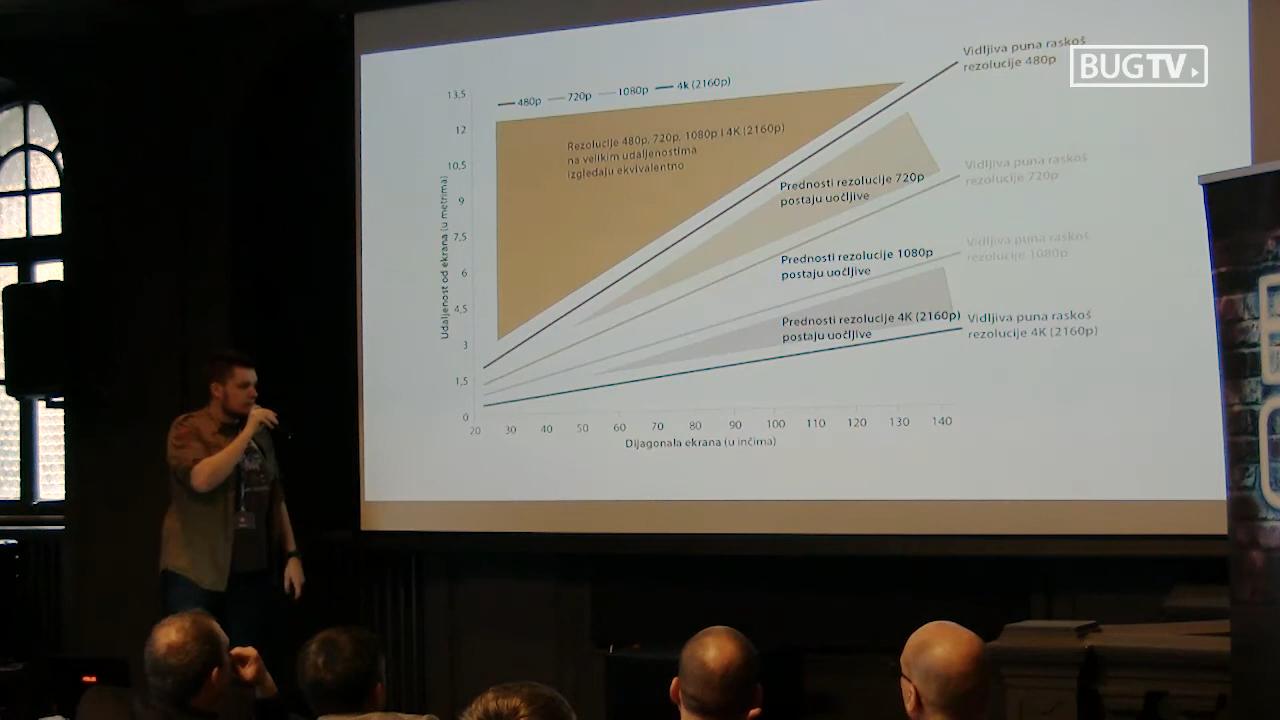 BUGTV
Vidljiva puna raskoš
rezolucije 480p
480p 720p 1080p 4k (2160p)
Rezolucije 480p, 720p, 1080p i 4K (2160p)
na velikim udaljenostima
izgledaju ekvivalentno
Prednosti rezolucije 720p
postaju uočljive
Vidljiva puna raskoš
rezolucije 720p
Prednosti rezolucije 1080p
postaju uočljive
Vidljiva puna raskoš
rezolucije 1080p
Prednosti rezolucije 4K (2160p)
postaju uočljive
Vidljiva puna raskoš
rezolucije 4K (2160p)
Udaljenost od ekrana (u metrima)
13,5
12
10,5
9
7,5
6
4,5
3
1,5
0
20 30 40 50 60 70 80 90 100 110 120 130 140
Dijagonala ekrana (u inčima)